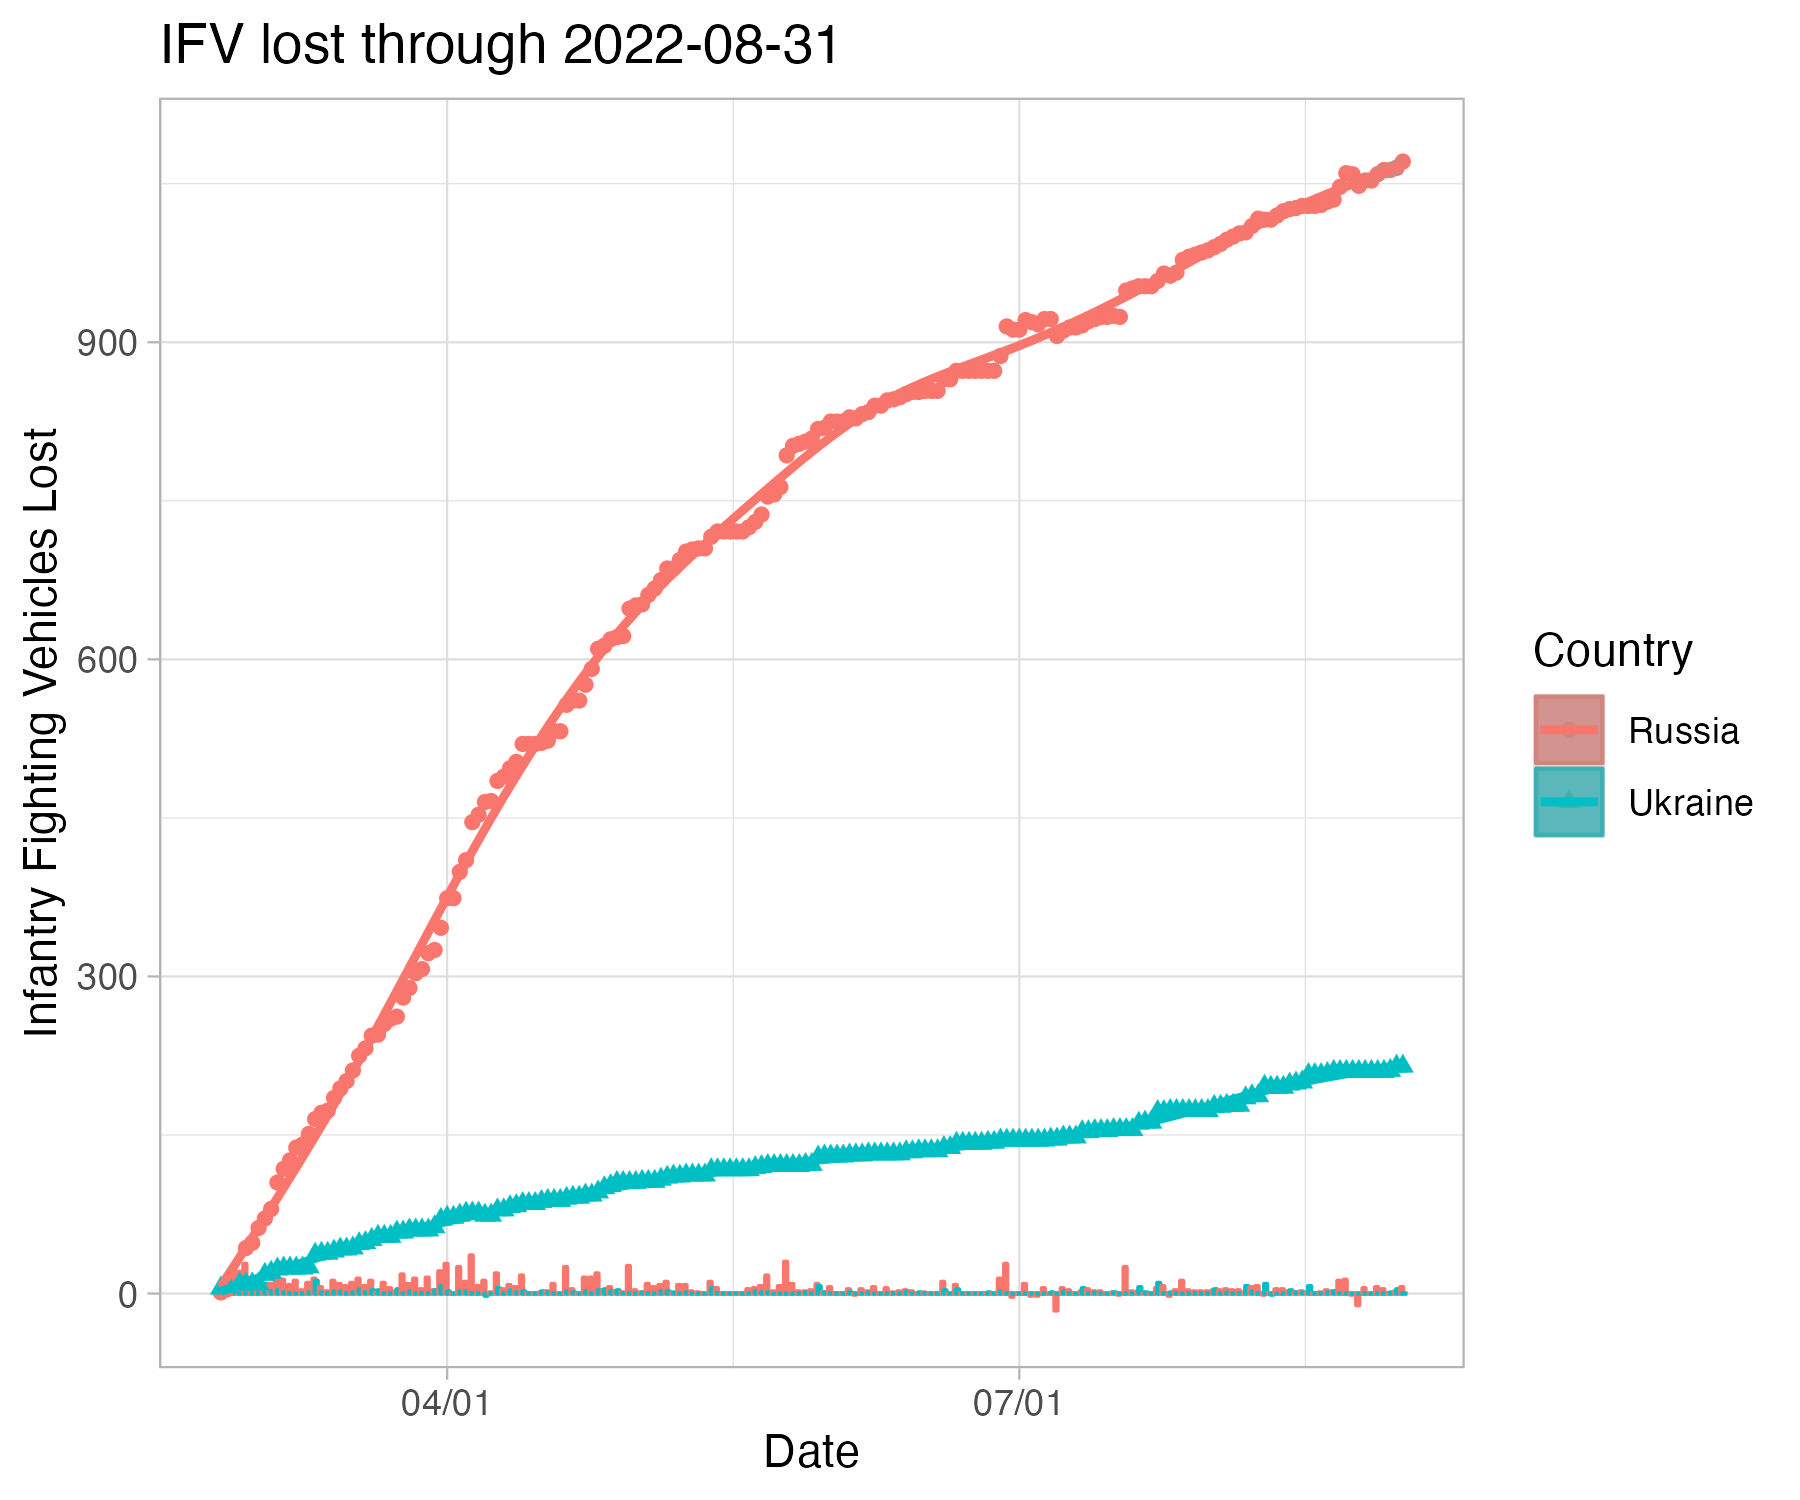 IFV lost through 2022-08-31
Infantry Fighting Vehicles Lost
900
600
300
0
04/01
07/01
Date
Country
Russia
Ukraine